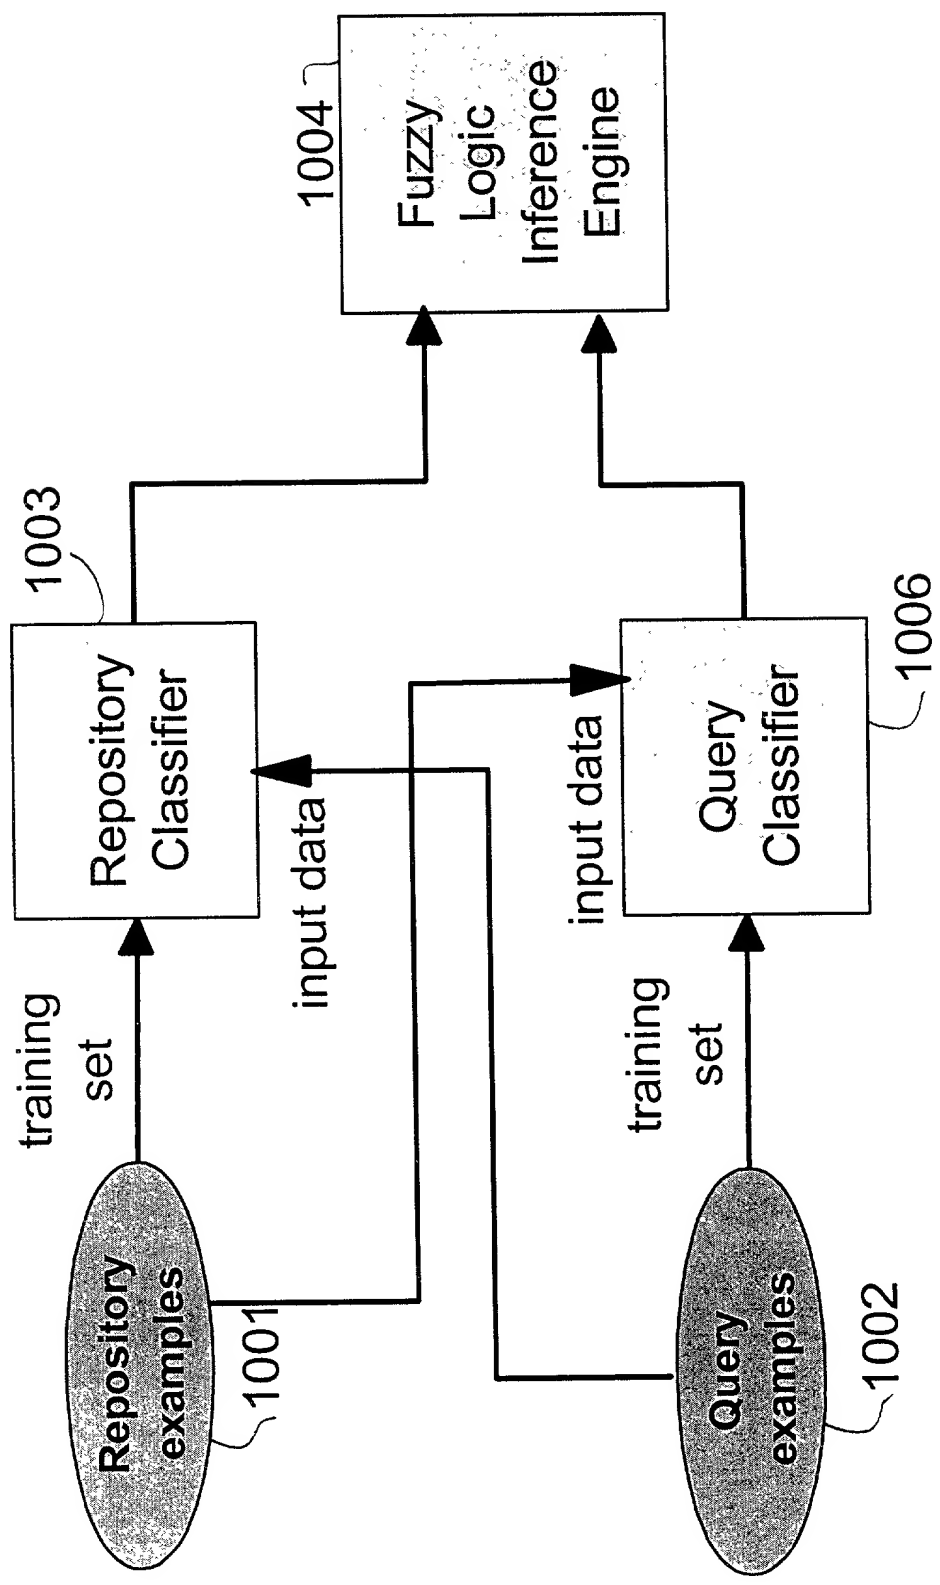 Repository
examples
1001
training
set
Repository
Classifier
1003
input data
Query
examples
1002
training
set
input data
Query
Classifier
1006
Fuzzy
Logic
Inference
Engine
1004